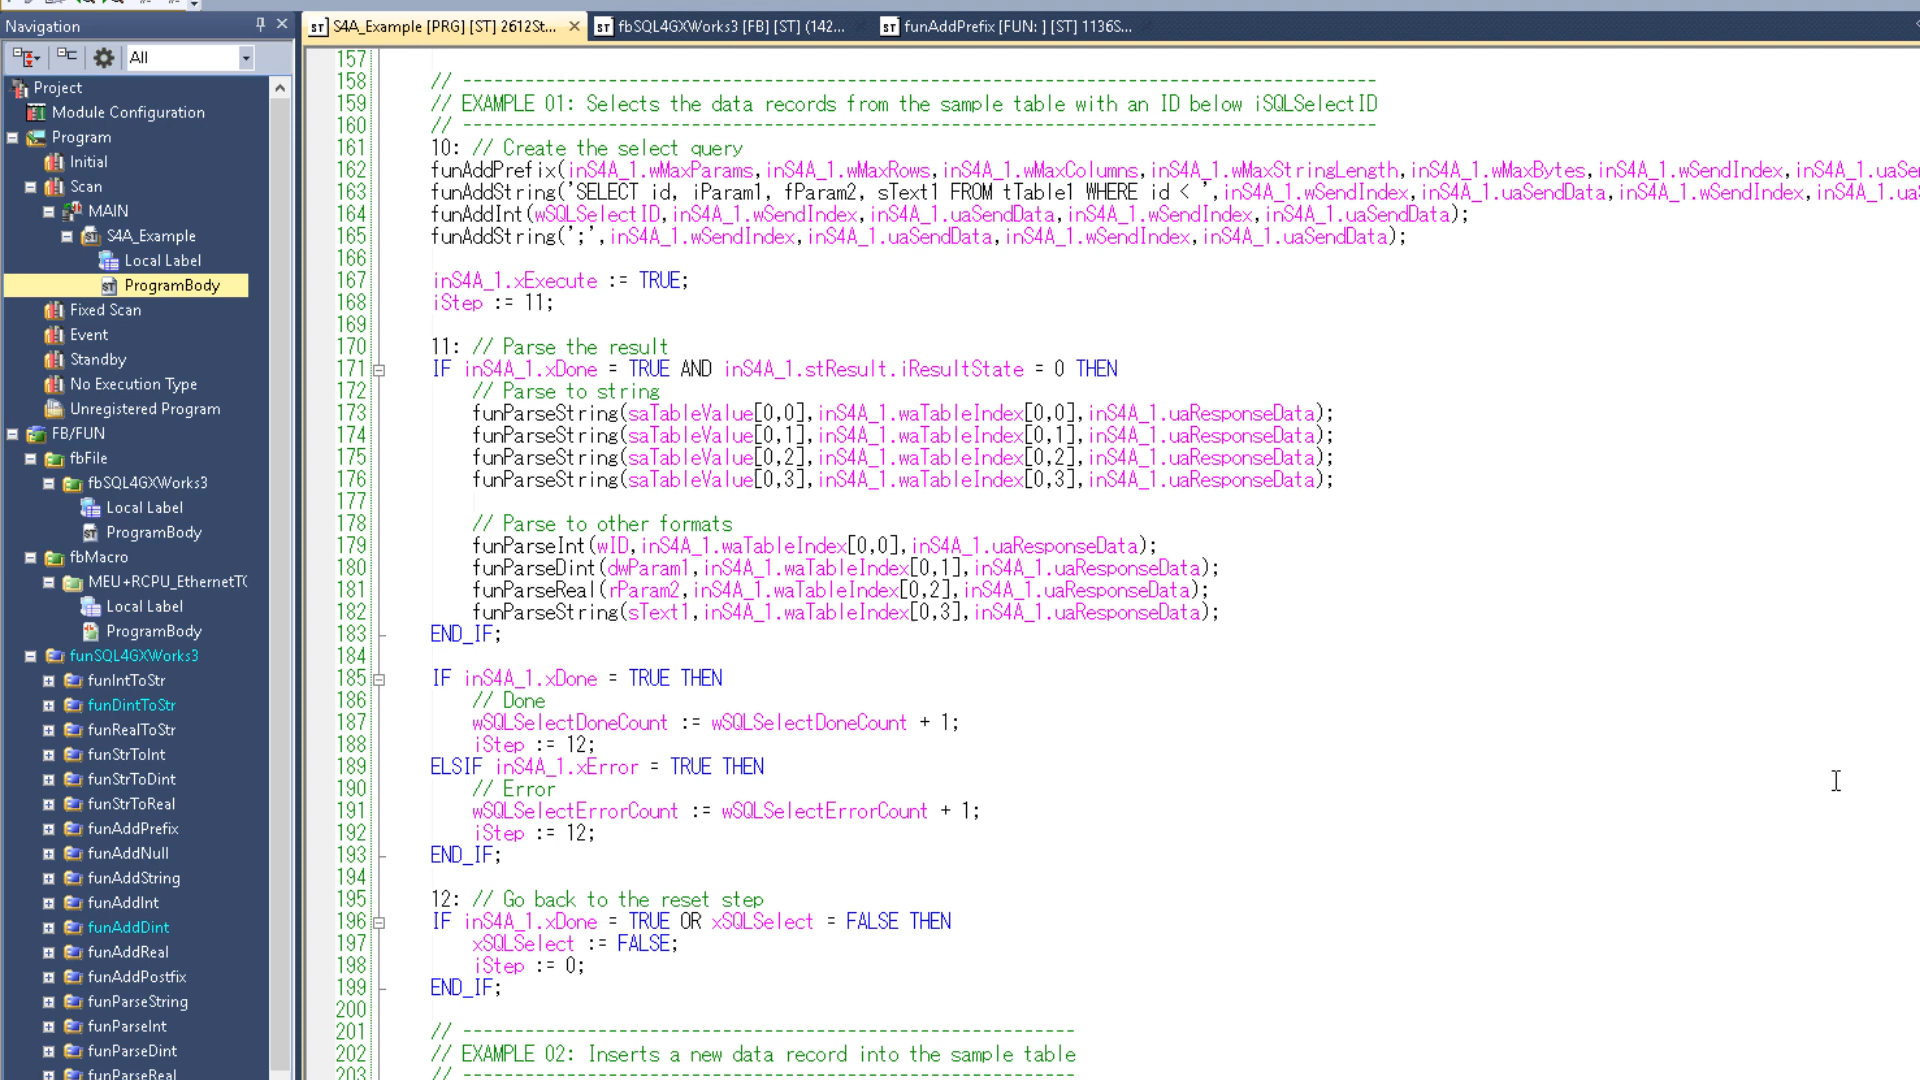 Navigation
All
Project
Module Configuration
Program
Initial
Scan
MAIN
S4A_Example
Local Label
ProgramBody
Fixed Scan
Event
Standby
No Execution Type
Unregistered Program
FB/FUN
fbFile
fbSQL4GXWorks3
Local Label
ProgramBody
fbMacro
MEU+RCPU_EthernetT(
Local Label
ProgramBody
funSQL4GXWorks3
funIntToStr
funDintToStr
funRealToStr
funStrToInt
funStrToDint
funStrToReal
funAddPrefix
funAddNull
funAddString
funAddInt
funAddDint
funAddReal
funAddPostfix
funParseString
funParseInt
funParseDint
funParseReal
S4A_Example [PRG] [ST] 2612St...
fbSQL4GXWorks3 [FB] [ST] (142...
funAddPrefix [FUN: ] [ST] 1136S...
157
158 // ----------------------------------------------------------------------------------------
159 // EXAMPLE 01: Selects the data records from the sample table with an ID below iSQLSelectID
160 // ----------------------------------------------------------------------------------------
161 10: // Create the select query
162 funAddPrefix(inS4A_1.wMaxParams,inS4A_1.wMaxRows,inS4A_1.wMaxColumns,inS4A_1.wMaxStringLength,inS4A_1.wMaxBytes,inS4A_1.wSendIndex,inS4A_1.uaSe
163 funAddString('SELECT id, iParam1, fParam2, sText1 FROM tTable1 WHERE id < ',inS4A_1.wSendIndex,inS4A_1.uaSendData,inS4A_1.wSendIndex,inS4A_1.ua
164 funAddInt(wSQLSelectID,inS4A_1.wSendIndex,inS4A_1.uaSendData,inS4A_1.wSendIndex,inS4A_1.uaSendData);
165 funAddString(';',inS4A_1.wSendIndex,inS4A_1.uaSendData,inS4A_1.wSendIndex,inS4A_1.uaSendData);
166
167 inS4A_1.xExecute := TRUE;
168 iStep := 11;
169
170 11: // Parse the result
171 IF inS4A_1.xDone = TRUE AND inS4A_1.stResult.iResultState = 0 THEN
172 // Parse to string
173 funParseString(saTableValue[0,0],inS4A_1.waTableIndex[0,0],inS4A_1.uaResponseData);
174 funParseString(saTableValue[0,1],inS4A_1.waTableIndex[0,1],inS4A_1.uaResponseData);
175 funParseString(saTableValue[0,2],inS4A_1.waTableIndex[0,2],inS4A_1.uaResponseData);
176 funParseString(saTableValue[0,3],inS4A_1.waTableIndex[0,3],inS4A_1.uaResponseData);
177
178 // Parse to other formats
179 funParseInt(wID,inS4A_1.waTableIndex[0,0],inS4A_1.uaResponseData);
180 funParseDint(dwParam1,inS4A_1.waTableIndex[0,1],inS4A_1.uaResponseData);
181 funParseReal(rParam2,inS4A_1.waTableIndex[0,2],inS4A_1.uaResponseData);
182 funParseString(sText1,inS4A_1.waTableIndex[0,3],inS4A_1.uaResponseData);
183 END_IF;
184
185 IF inS4A_1.xDone = TRUE THEN
186 // Done
187 wSQLSelectDoneCount := wSQLSelectDoneCount + 1;
188 iStep := 12;
189 ELSIF inS4A_1.xError = TRUE THEN
190 // Error
191 wSQLSelectErrorCount := wSQLSelectErrorCount + 1;
192 iStep := 12;
193 END_IF;
194
195 12: // Go back to the reset step
196 IF inS4A_1.xDone = TRUE OR xSQLSelect = FALSE THEN
197 xSQLSelect := FALSE;
198 iStep := 0;
199 END_IF;
200
201 // -----------------------------------------------------------
202 // EXAMPLE 02: Inserts a new data record into the sample table
203 // -----------------------------------------------------------